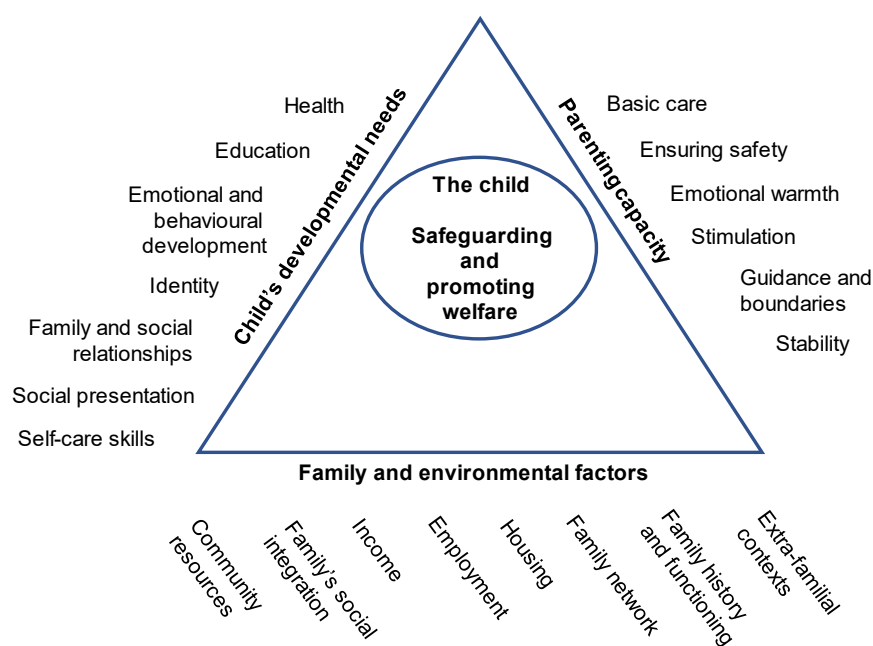 Health
Education
Emotional and
behavioural
development
Identity
Family and social
relationships
Social presentation
Self-care skills
Child’s developmental needs
The child
Safeguarding
and
promoting
welfare
Parenting capacity
Basic care
Ensuring safety
Emotional warmth
Stimulation
Guidance and
boundaries
Stability
Family and environmental factors
Community
resources
Family’s social
integration
Income
Employment
Housing
Family network
Family history
and functioning
Extra-familial
contexts